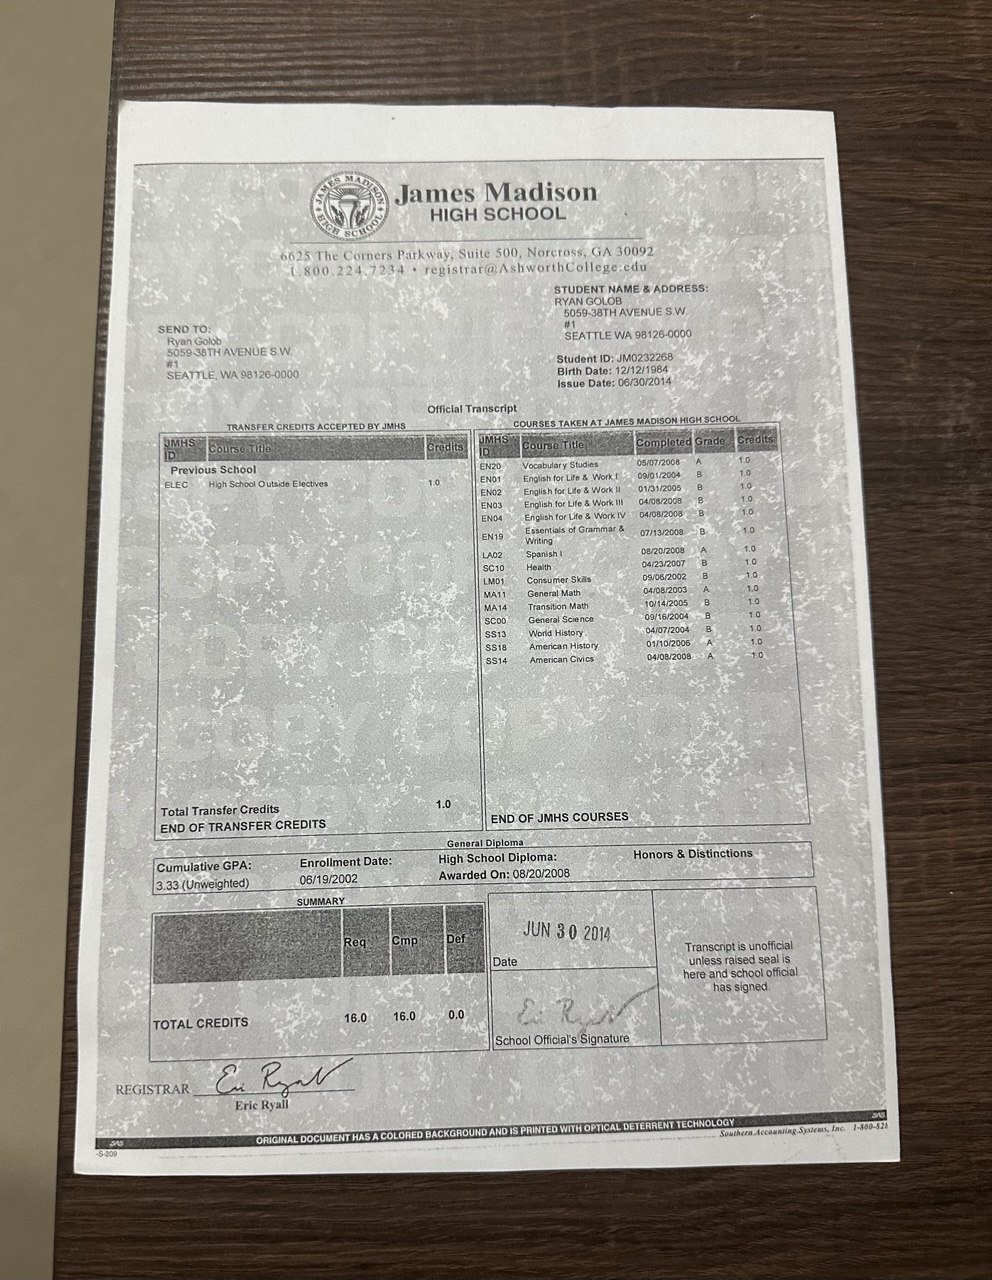 JAMES MADISON HIGH SCHOOL
James Madison
HIGH SCHOOL
6625 The Corners Parkway, Suite 500, Norcross, GA 30092
1.800.224.7234 • registrar@AshworthCollege.edu
STUDENT NAME & ADDRESS:
RYAN GOLOB
5059-38TH AVENUE S.W.
#1
SEATTLE WA 98126-0000
SEND TO:
Ryan Golob
5059-38TH AVENUE S.W.
#1
SEATTLE, WA 98126-0000
Student ID: JM0232268
Birth Date: 12/12/1984
Issue Date: 06/30/2014
Official Transcript
TRANSFER CREDITS ACCEPTED BY JMHS
JMHS ID Course Title Credits
Previous School
ELEC High School Outside Electives 1.0
Total Transfer Credits 1.0
END OF TRANSFER CREDITS
COURSES TAKEN AT JAMES MADISON HIGH SCHOOL
JMHS ID Course Title Completed Grade Credits
EN20 Vocabulary Studies 05/07/2008 A 1.0
EN01 English for Life & Work I 09/01/2004 B 1.0
EN02 English for Life & Work II 01/31/2005 B 1.0
EN03 English for Life & Work III 04/08/2008 B 1.0
EN04 English for Life & Work IV 04/08/2008 B 1.0
EN19 Essentials of Grammar & Writing 07/13/2008 B 1.0
LA02 Spanish I 08/20/2008 A 1.0
SC10 Health 04/23/2007 B 1.0
LM01 Consumer Skills 09/06/2002 B 1.0
MA11 General Math 04/08/2003 A 1.0
MA14 Transition Math 10/14/2005 B 1.0
SC00 General Science 09/16/2004 B 1.0
SS13 World History 04/07/2004 B 1.0
SS18 American History 01/10/2006 A 1.0
SS14 American Civics 04/08/2008 A 1.0
END OF JMHS COURSES
General Diploma
Cumulative GPA: Enrollment Date: High School Diploma: Honors & Distinctions
3.33 (Unweighted) 06/19/2002 Awarded On: 08/20/2008
SUMMARY
Req Cmp Def
TOTAL CREDITS 16.0 16.0 0.0
JUN 30 2014
Date
Eric Ryall
School Official's Signature
Transcript is unofficial
unless raised seal is
here and school official
has signed.
REGISTRAR Eric Ryall
Eric Ryall
SAS ORIGINAL DOCUMENT HAS A COLORED BACKGROUND AND IS PRINTED WITH OPTICAL DETERRENT TECHNOLOGY SAS
-S-209 Southern Accounting Systems, Inc. 1-800-828